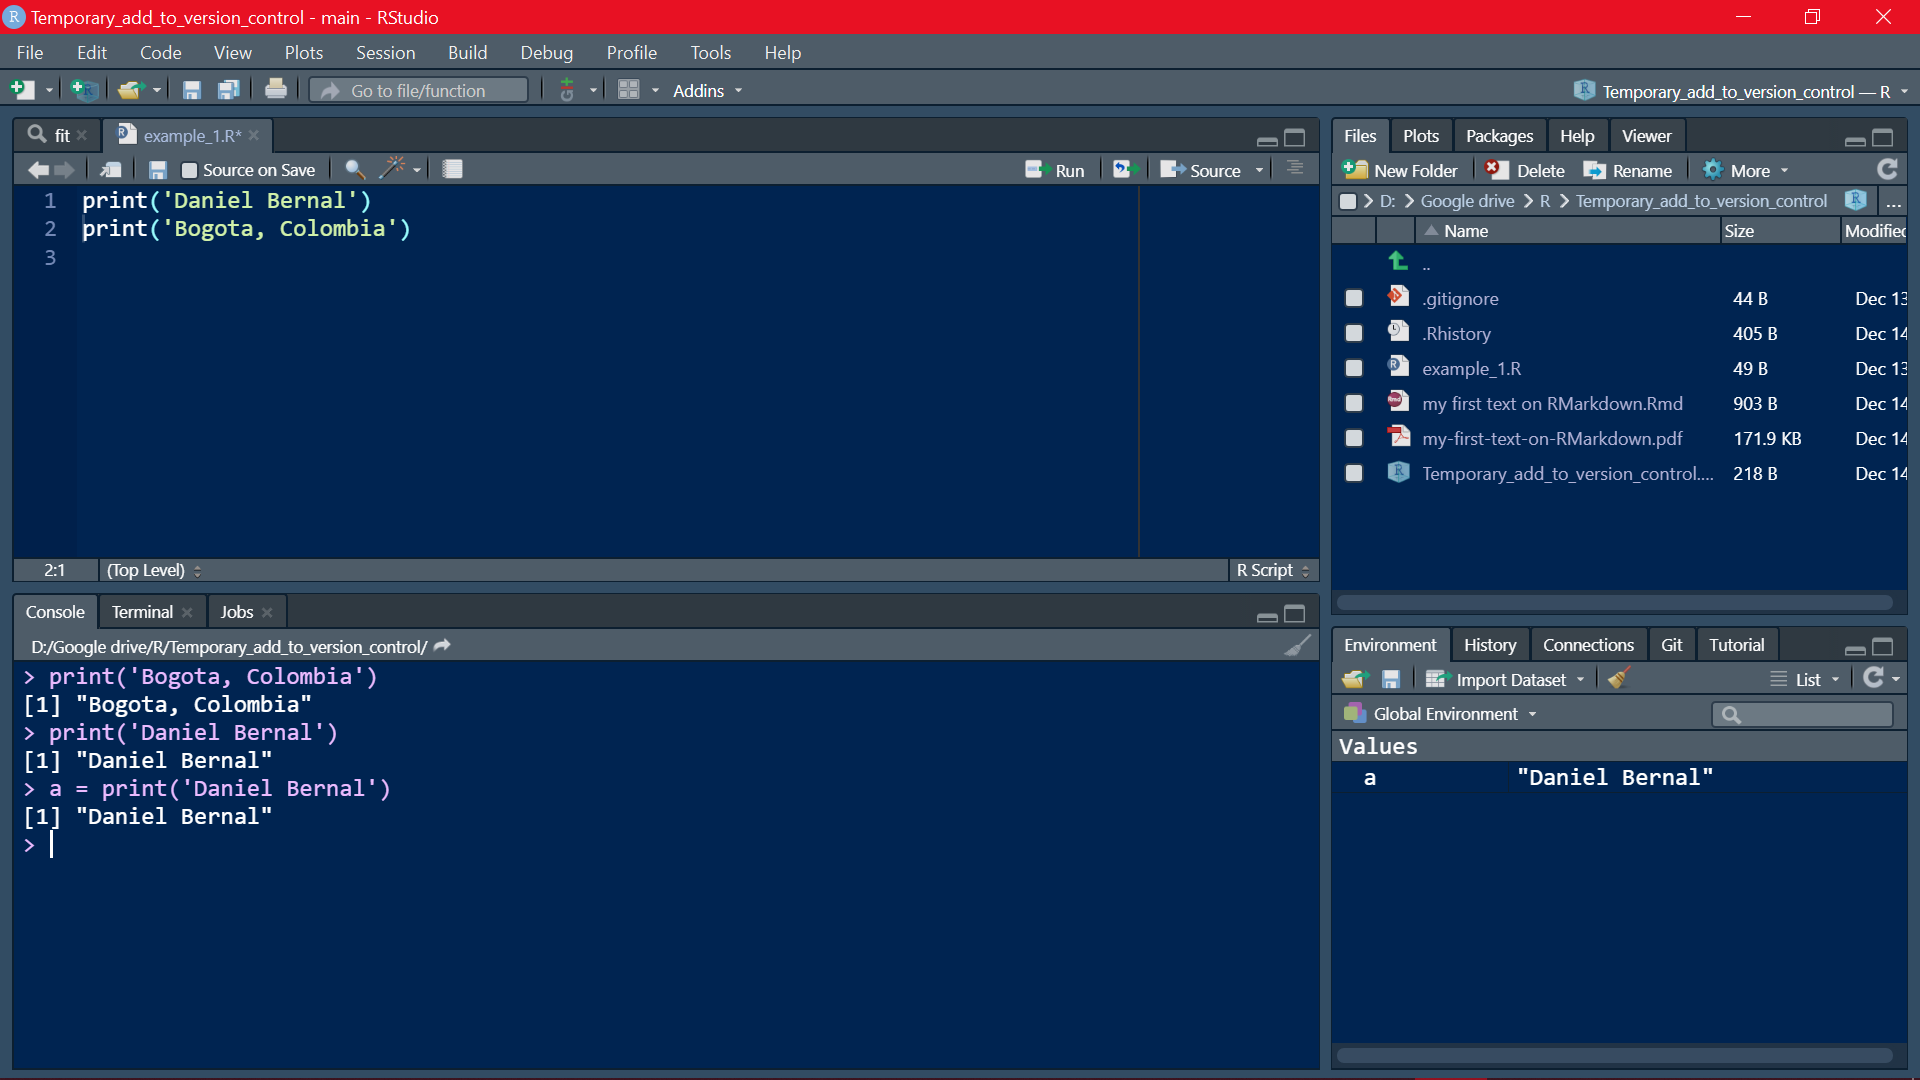 Temporary_add_to_version_control - main - RStudio
File Edit Code View Plots Session Build Debug Profile Tools Help
Go to file/function Addins Temporary_add_to_version_control — R
fit example_1.R*
Source on Save Run Source
1 print('Daniel Bernal')
2 print('Bogota, Colombia')
3
2:1 (Top Level) R Script
Console Terminal Jobs
D:/Google drive/R/Temporary_add_to_version_control/
> print('Bogota, Colombia')
[1] "Bogota, Colombia"
> print('Daniel Bernal')
[1] "Daniel Bernal"
> a = print('Daniel Bernal')
[1] "Daniel Bernal"
>
Files Plots Packages Help Viewer
New Folder Delete Rename More
D: > Google drive > R > Temporary_add_to_version_control ...
Name Size Modified
..
.gitignore 44 B Dec 13
.Rhistory 405 B Dec 14
example_1.R 49 B Dec 13
my first text on RMarkdown.Rmd 903 B Dec 14
my-first-text-on-RMarkdown.pdf 171.9 KB Dec 14
Temporary_add_to_version_control.... 218 B Dec 14
Environment History Connections Git Tutorial
Import Dataset List
Global Environment
Values
a "Daniel Bernal"